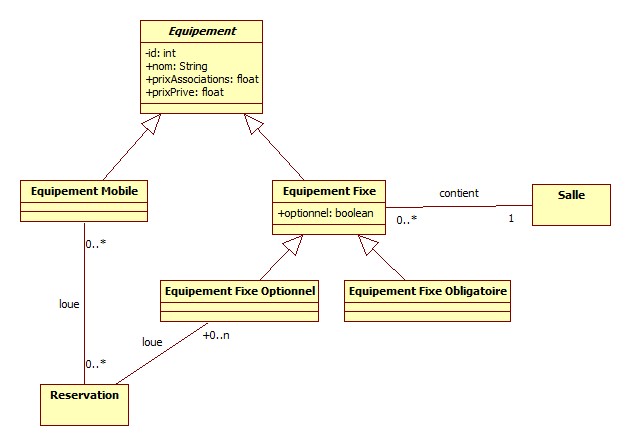 Equipement
-id: int
+nom: String
+prixAssociations: float
+prixPrive: float
Equipement Mobile
Equipement Fixe
+optionnel: boolean
contient
0..*
1
Salle
0..*
Equipement Fixe Optionnel
Equipement Fixe Obligatoire
loue
loue
+0..n
0..*
Reservation